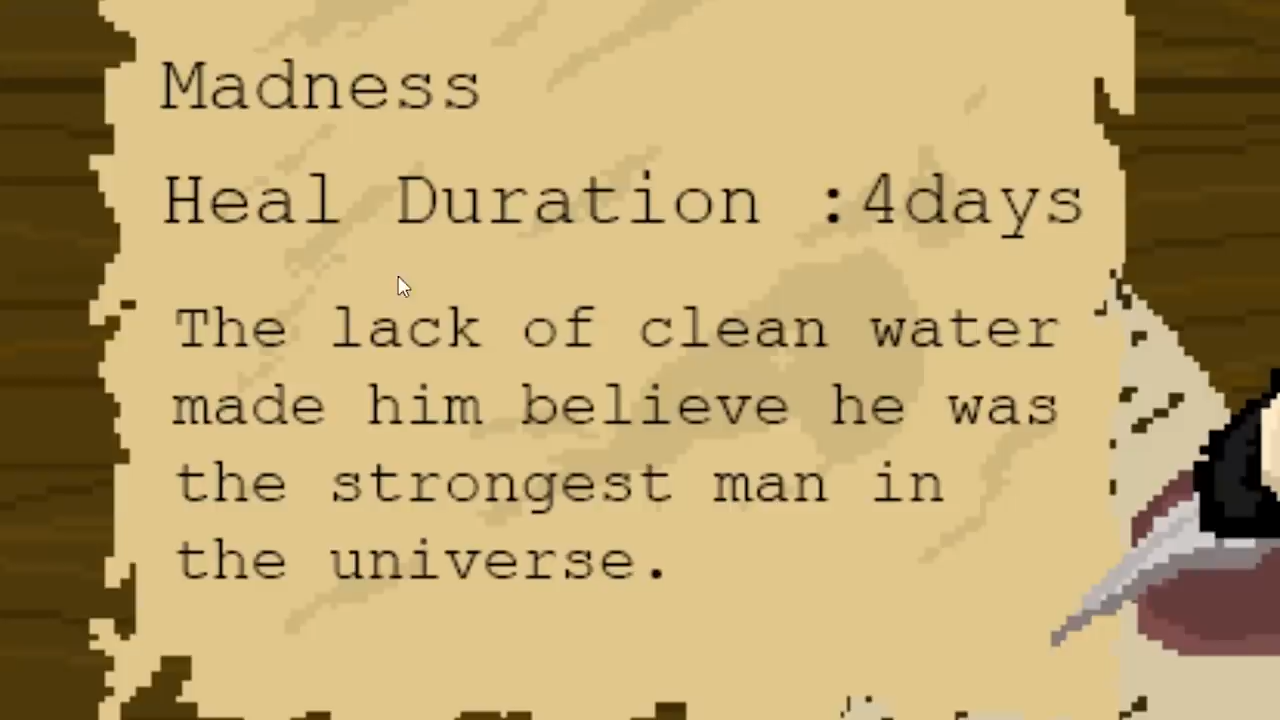 Madness
Heal Duration :4days
The lack of clean water
made him believe he was
the strongest man in
the universe.